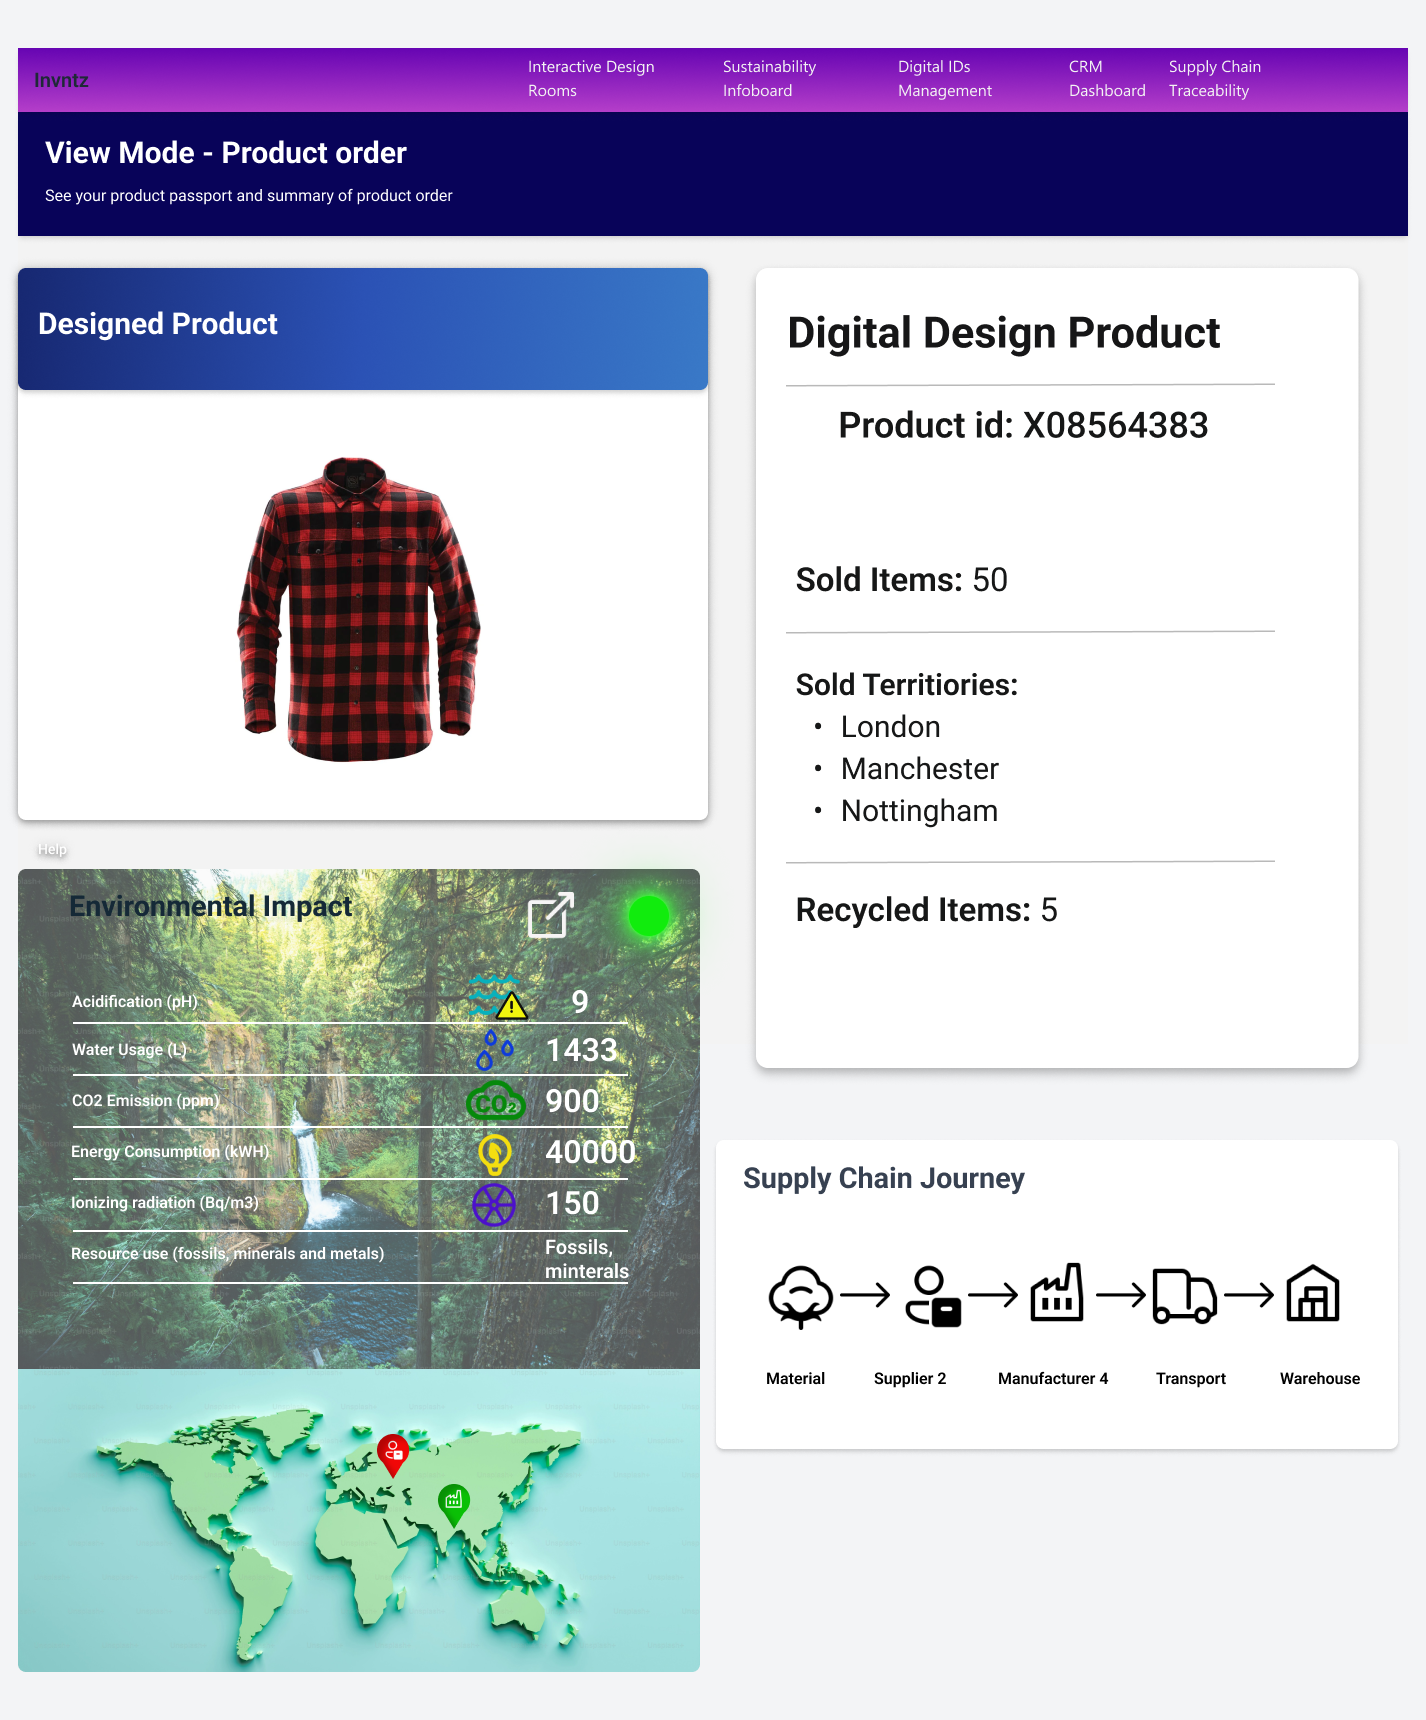 Invntz
Interactive Design
Rooms
Sustainability
Infoboard
Digital IDs
Management
CRM
Dashboard
Supply Chain
Traceability
View Mode - Product order
See your product passport and summary of product order
Designed Product
Digital Design Product
Product id: X08564383
Sold Items: 50
Sold Territiories:
• London
• Manchester
• Nottingham
Recycled Items: 5
Help
Environmental Impact
Acidification (pH) 9
Water Usage (L) 1433
CO2 Emission (ppm) CO2 900
Energy Consumption (kWH) 40000
Ionizing radiation (Bq/m3) 150
Resource use (fossils, minerals and metals) Fossils,
minterals
Supply Chain Journey
Material
Supplier 2
Manufacturer 4
Transport
Warehouse